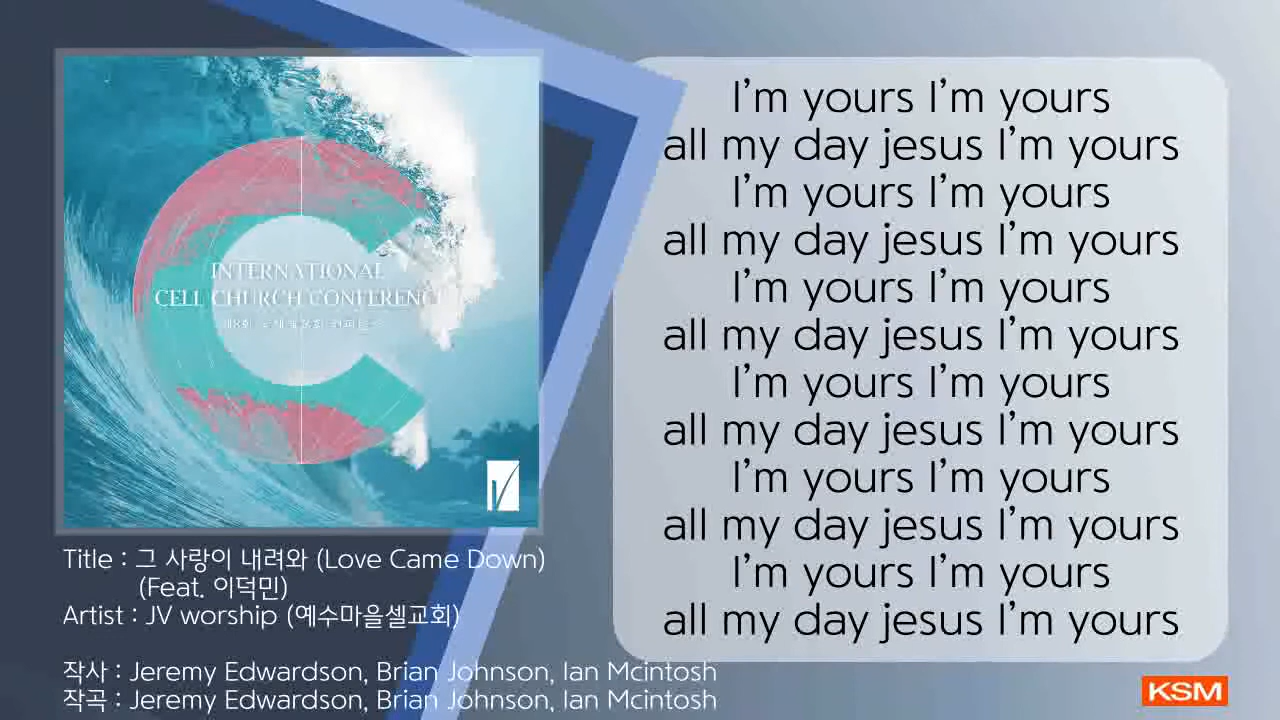 INTERNATIONAL
CELL CHURCH CONFERENCE
Title : 그 사랑이 내려와 (Love Came Down)
(Feat. 이덕민)
Artist : JV worship (예수마을셀교회)
작사 : Jeremy Edwardson, Brian Johnson, Ian Mcintosh
작곡 : Jeremy Edwardson, Brian Johnson, Ian Mcintosh
I’m yours I’m yours
all my day jesus I’m yours
I’m yours I’m yours
all my day jesus I’m yours
I’m yours I’m yours
all my day jesus I’m yours
I’m yours I’m yours
all my day jesus I’m yours
I’m yours I’m yours
all my day jesus I’m yours
I’m yours I’m yours
all my day jesus I’m yours
KSM